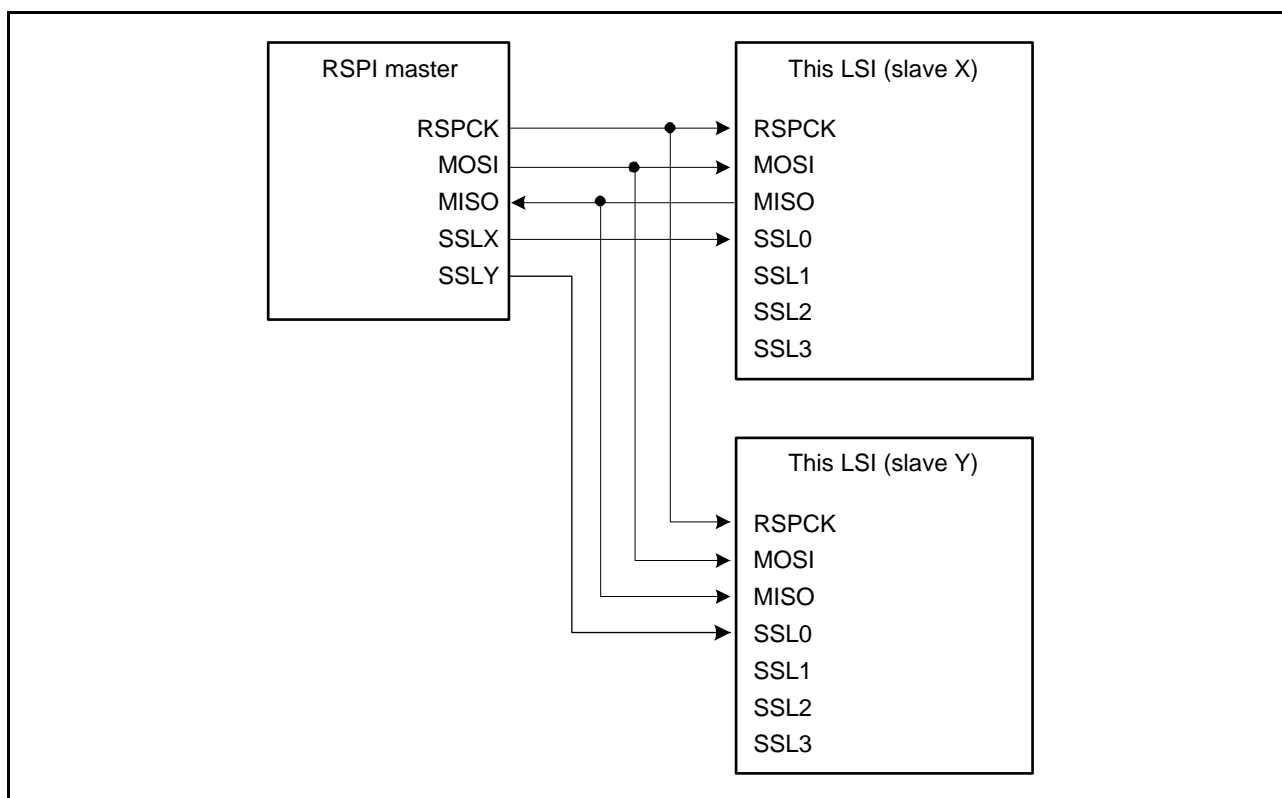 RSPI master
RSPCK
MOSI
MISO
SSLX
SSLY
This LSI (slave X)
RSPCK
MOSI
MISO
SSL0
SSL1
SSL2
SSL3
This LSI (slave Y)
RSPCK
MOSI
MISO
SSL0
SSL1
SSL2
SSL3